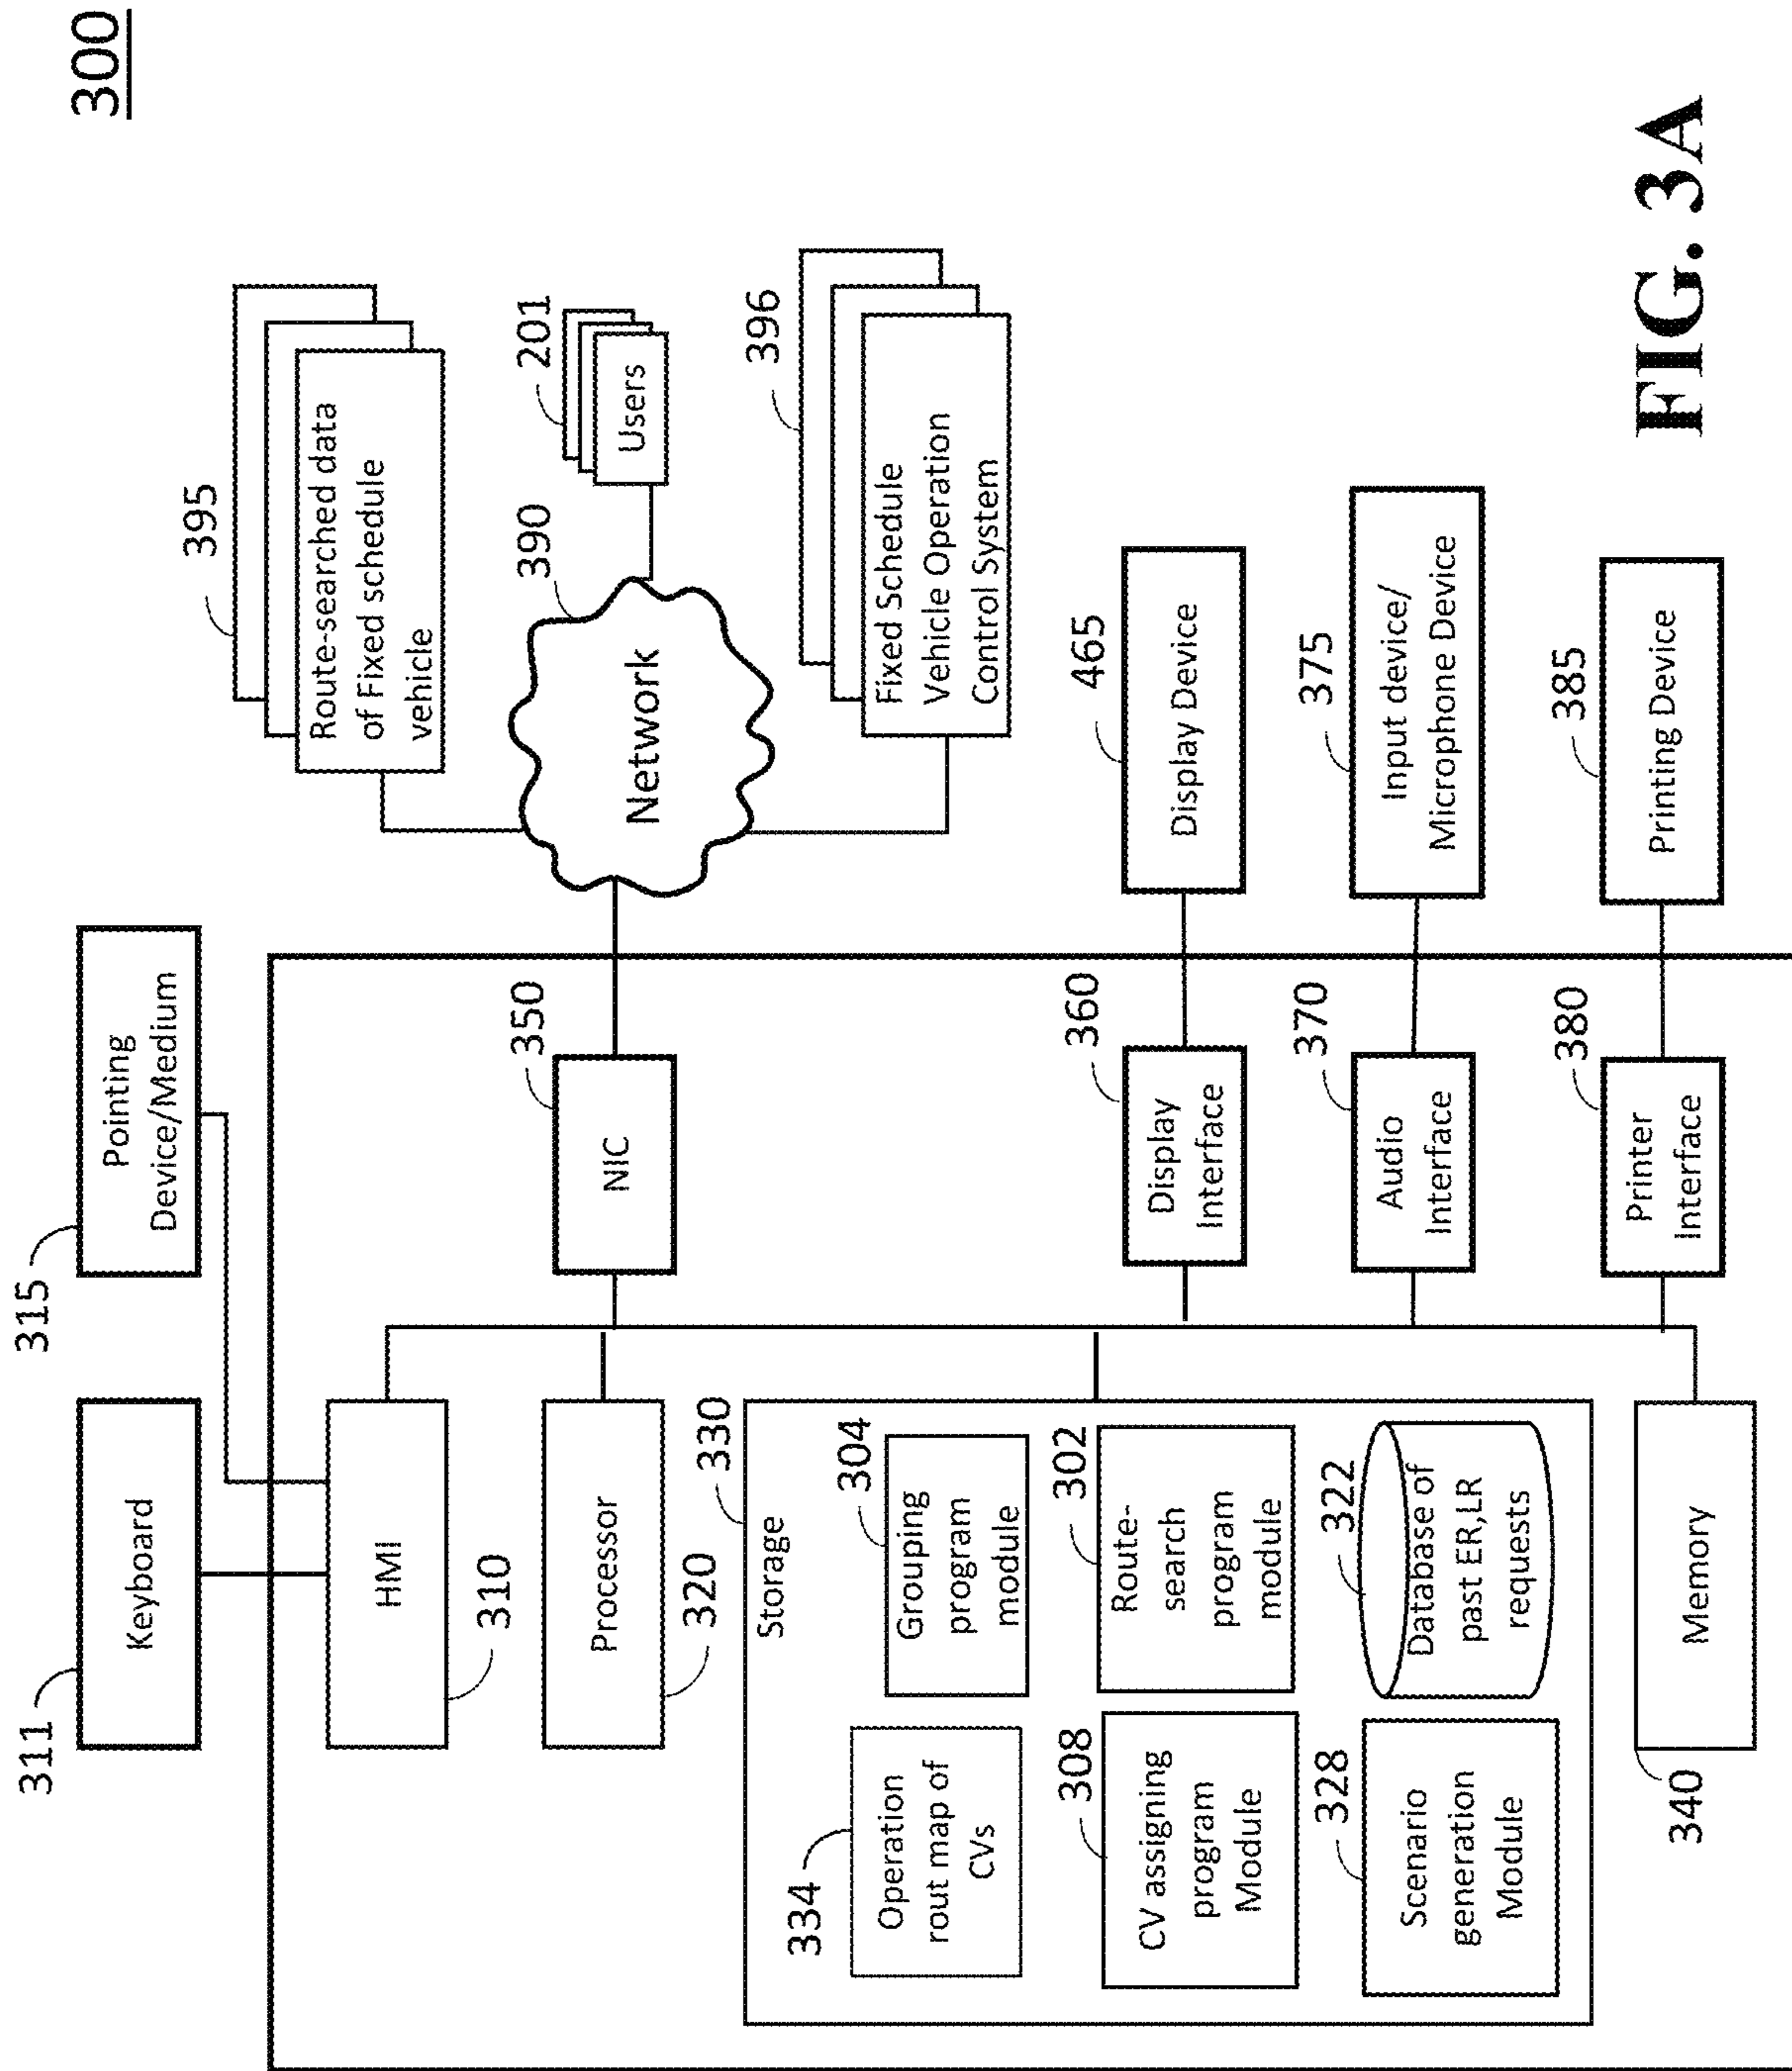 300
311
Keyboard
315
Pointing
Device/Medium
HMI
310
Processor
320
350
NIC
395
Route-searched data
of Fixed schedule
vehicle
390
Network
201
Users
396
Fixed Schedule
Vehicle Operation
Control System
330
Storage
334
Operation
rout map of
CVs
304
Grouping
program
module
308
CV assigning
program
Module
302
Route-
search
program
module
328
Scenario
generation
Module
322
Database of
past ER,LR
requests
Memory
340
360
Display
Interface
465
Display Device
370
Audio
Interface
375
Input device/
Microphone Device
380
Printer
Interface
385
Printing Device
FIG. 3A